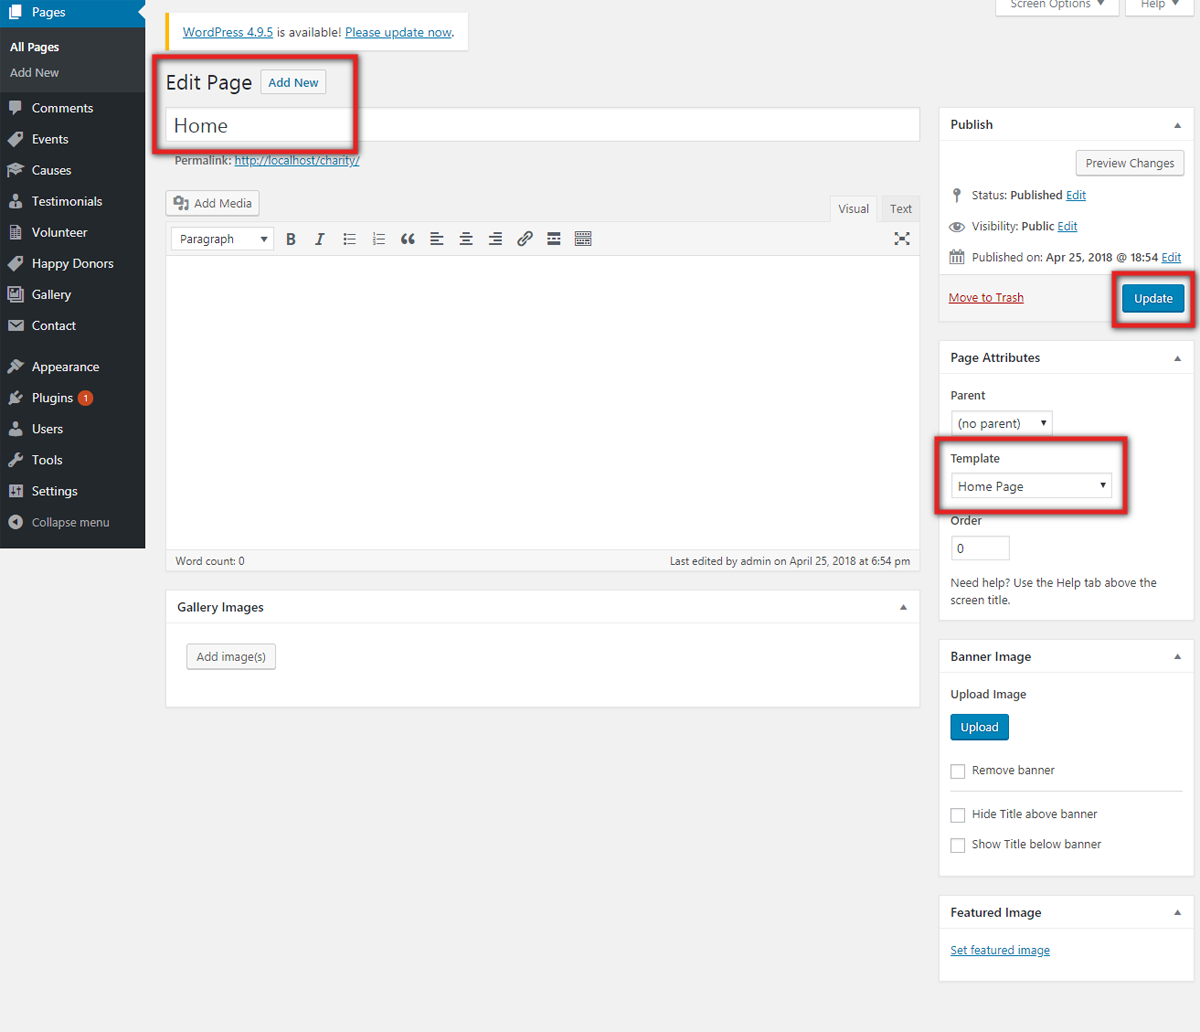 Pages
All Pages
Add New
Comments
Events
Causes
Testimonials
Volunteer
Happy Donors
Gallery
Contact
Appearance
Plugins 1
Users
Tools
Settings
Collapse menu
Screen Options ▼
Help ▼
WordPress 4.9.5 is available! Please update now.
Edit Page Add New
Home
Permalink: http://localhost/charity/
Add Media
Visual Text
Paragraph
Word count: 0
Last edited by admin on April 25, 2018 at 6:54 pm
Gallery Images
Add image(s)
Publish
Preview Changes
Status: Published Edit
Visibility: Public Edit
Published on: Apr 25, 2018 @ 18:54 Edit
Move to Trash
Update
Page Attributes
Parent
(no parent)
Template
Home Page
Order
0
Need help? Use the Help tab above the
screen title.
Banner Image
Upload Image
Upload
Remove banner
Hide Title above banner
Show Title below banner
Featured Image
Set featured image